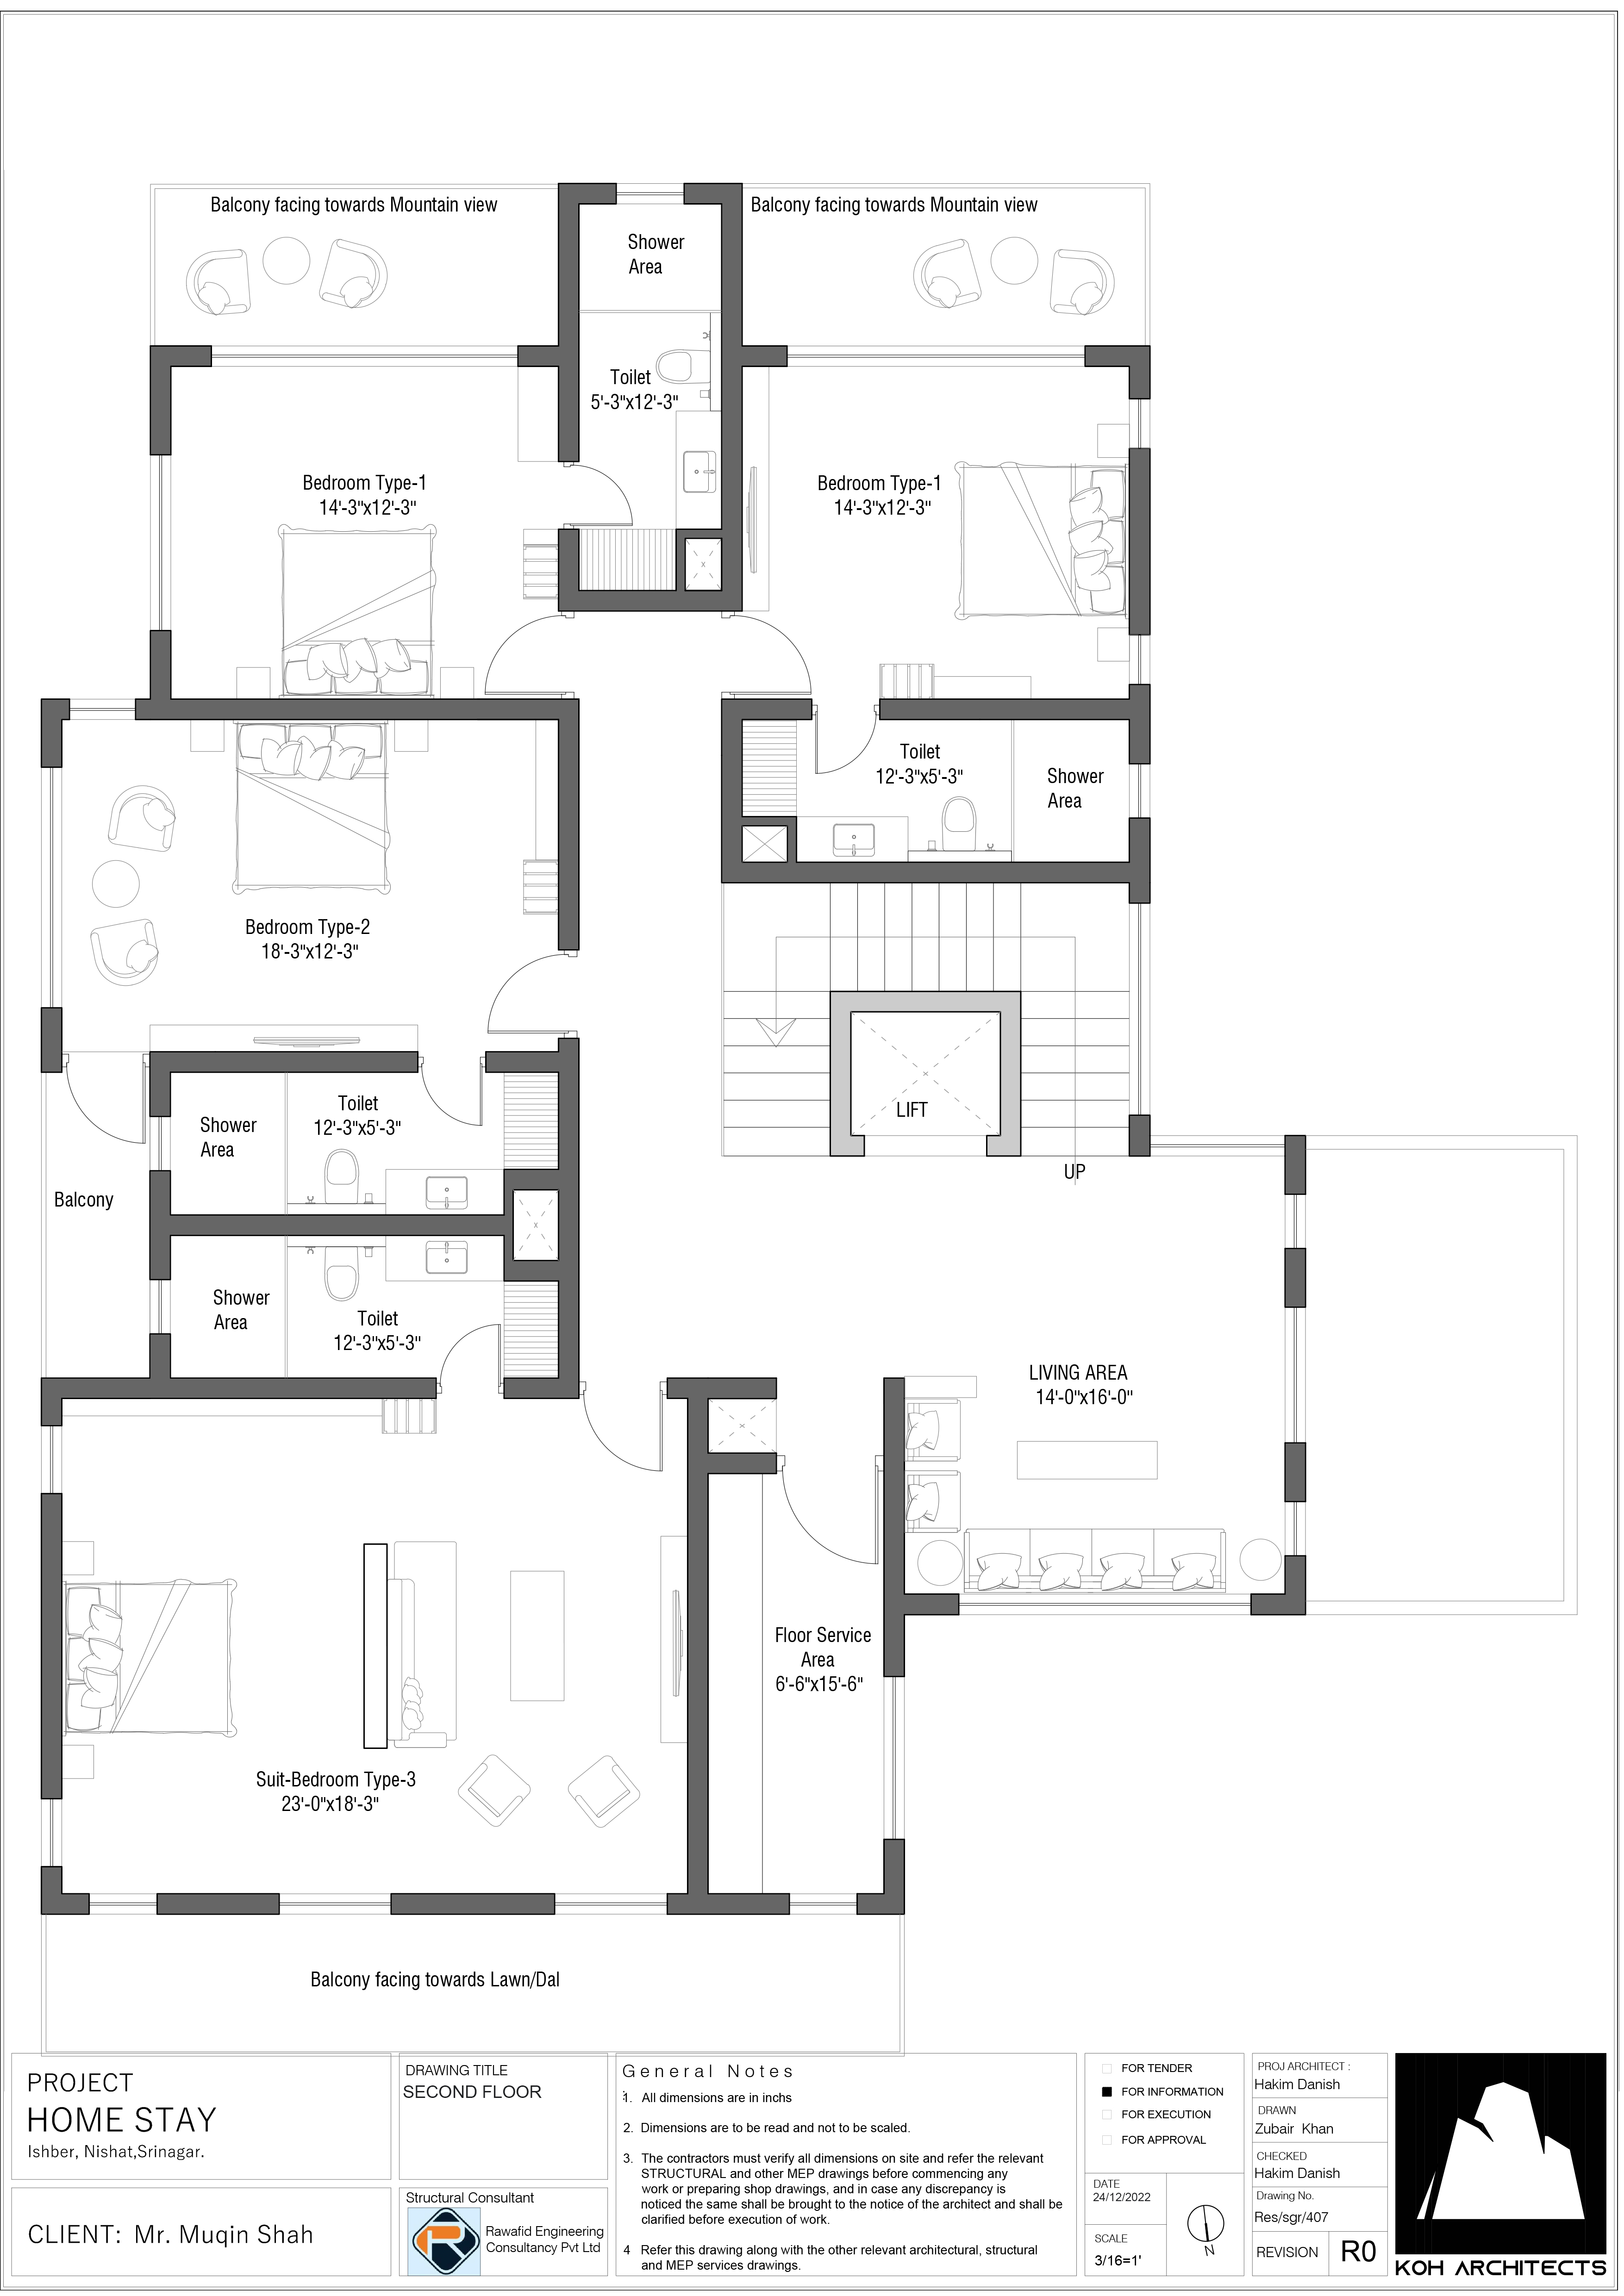 Balcony facing towards Mountain view
Balcony facing towards Mountain view
Shower
Area
Toilet
5'-3"x12'-3"
Bedroom Type-1
14'-3"x12'-3"
Bedroom Type-1
14'-3"x12'-3"
Toilet
12'-3"x5'-3"
Shower
Area
Bedroom Type-2
18'-3"x12'-3"
LIFT
UP
Toilet
12'-3"x5'-3"
Shower
Area
Balcony
Shower
Area
Toilet
12'-3"x5'-3"
LIVING AREA
14'-0"x16'-0"
Floor Service
Area
6'-6"x15'-6"
Suit-Bedroom Type-3
23'-0"x18'-3"
Balcony facing towards Lawn/Dal
PROJECT
HOME STAY
Ishber, Nishat,Srinagar.
CLIENT: Mr. Muqin Shah
DRAWING TITLE
SECOND FLOOR
Structural Consultant
Rawafid Engineering
Consultancy Pvt Ltd
General Notes
1. All dimensions are in inchs
2. Dimensions are to be read and not to be scaled.
3. The contractors must verify all dimensions on site and refer the relevant
STRUCTURAL and other MEP drawings before commencing any
work or preparing shop drawings, and in case any discrepancy is
noticed the same shall be brought to the notice of the architect and shall be
clarified before execution of work.
4 Refer this drawing along with the other relevant architectural, structural
and MEP services drawings.
FOR TENDER
FOR INFORMATION
FOR EXECUTION
FOR APPROVAL
DATE
24/12/2022
SCALE
3/16=1'
N
PROJ ARCHITECT :
Hakim Danish
DRAWN
Zubair Khan
CHECKED
Hakim Danish
Drawing No.
Res/sgr/407
REVISION R0
KOH ARCHITECTS